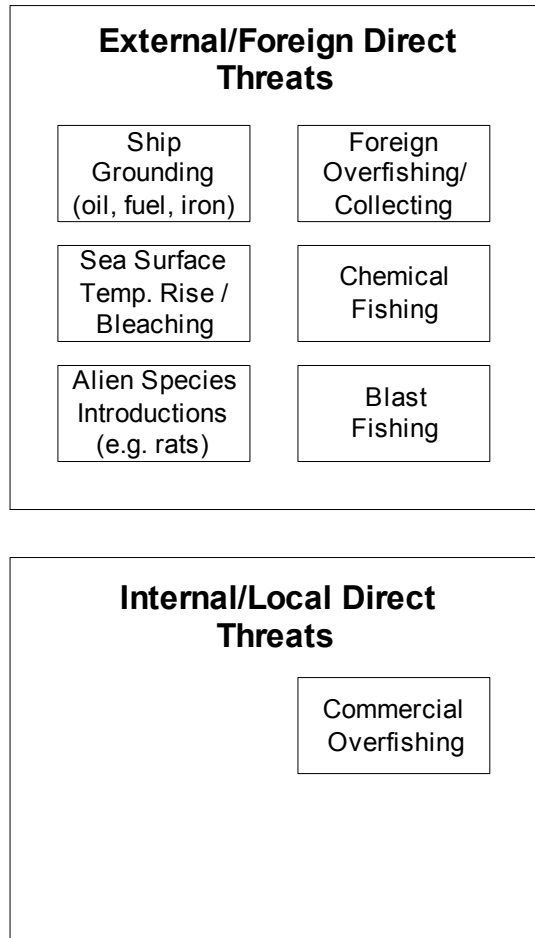 External/Foreign Direct
Threats
Ship
Grounding
(oil, fuel, iron)
Foreign
Overfishing/
Collecting
Sea Surface
Temp. Rise /
Bleaching
Chemical
Fishing
Alien Species
Introductions
(e.g. rats)
Blast
Fishing
Internal/Local Direct
Threats
Commercial
Overfishing